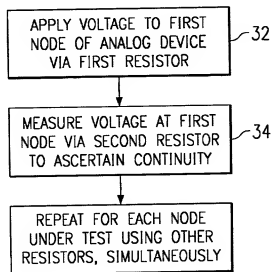 APPLY VOLTAGE TO FIRST
NODE OF ANALOG DEVICE
VIA FIRST RESISTOR
32
MEASURE VOLTAGE AT FIRST
NODE VIA SECOND RESISTOR
TO ASCERTAIN CONTINUITY
34
REPEAT FOR EACH NODE
UNDER TEST USING OTHER
RESISTORS, SIMULTANEOUSLY